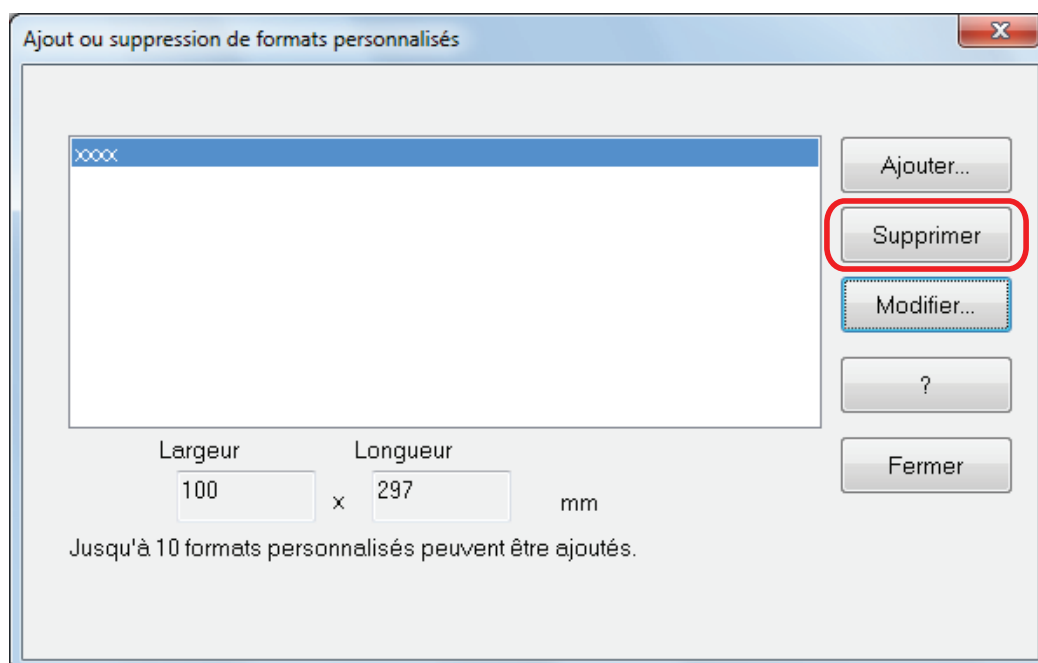 Ajout ou suppression de formats personnalisés
x
xxxx
Ajouter...
Supprimer
Modifier...
?
Fermer
Largeur Longueur
100 x 297 mm
Jusqu'à 10 formats personnalisés peuvent être ajoutés.